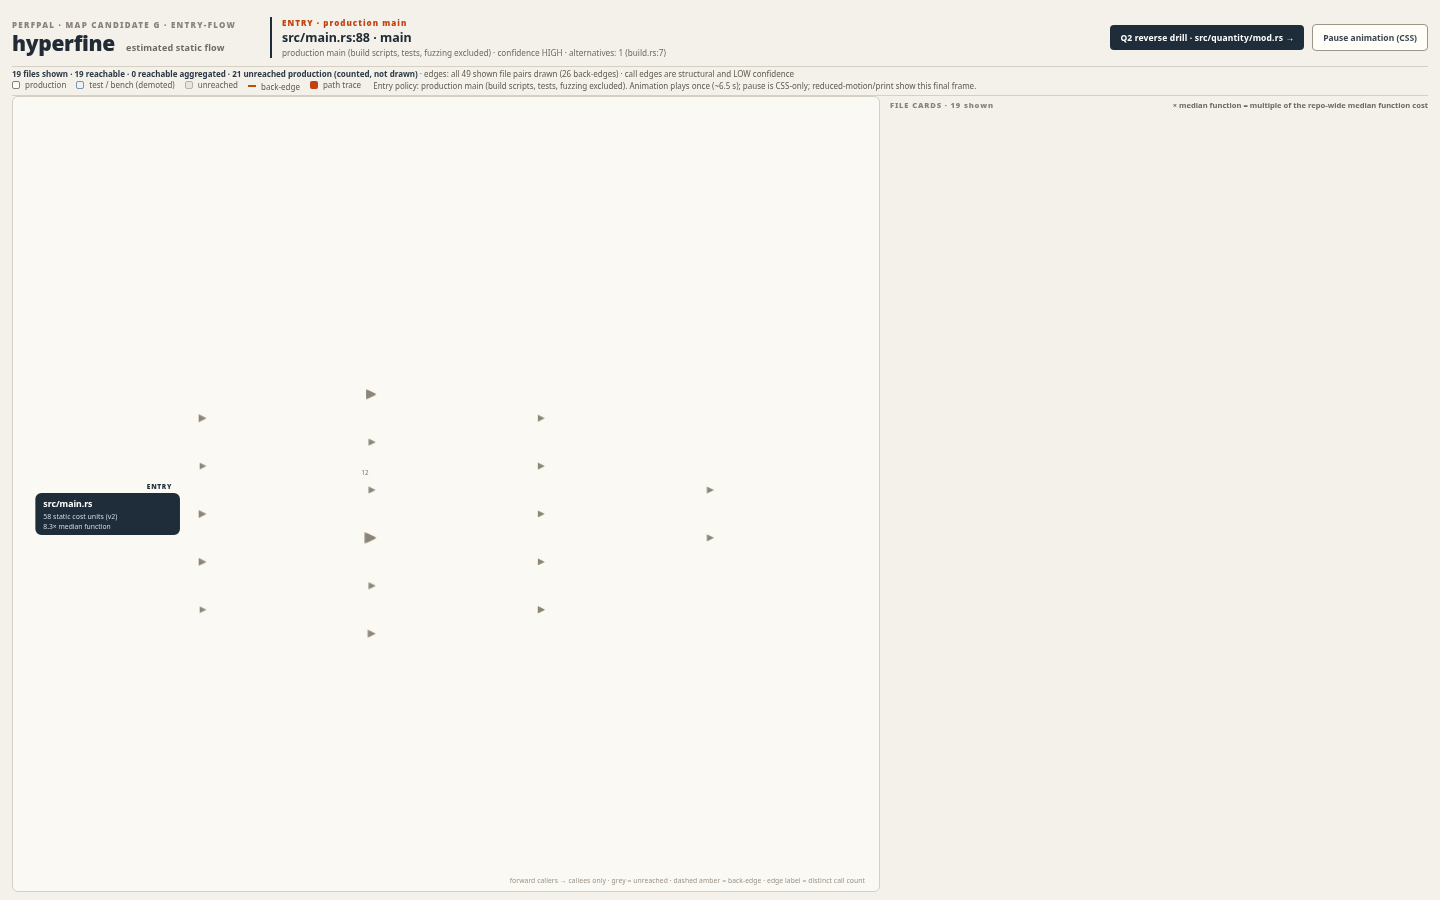 PERFPAL · MAP CANDIDATE G · ENTRY-FLOW
hyperfine estimated static flow
ENTRY · production main
src/main.rs:88 · main
production main (build scripts, tests, fuzzing excluded) · confidence HIGH · alternatives: 1 (build.rs:7)
Q2 reverse drill · src/quantity/mod.rs →
Pause animation (CSS)
19 files shown · 19 reachable · 0 reachable aggregated · 21 unreached production (counted, not drawn) · edges: all 49 shown file pairs drawn (26 back-edges) · call edges are structural and LOW confidence
production test / bench (demoted) unreached back-edge path trace Entry policy: production main (build scripts, tests, fuzzing excluded). Animation plays once (~6.5 s); pause is CSS-only; reduced-motion/print show this final frame.
FILE CARDS · 19 shown
× median function = multiple of the repo-wide median function cost
12
ENTRY
src/main.rs
58 static cost units (v2)
8.3× median function
forward callers → callees only · grey = unreached · dashed amber = back-edge · edge label = distinct call count